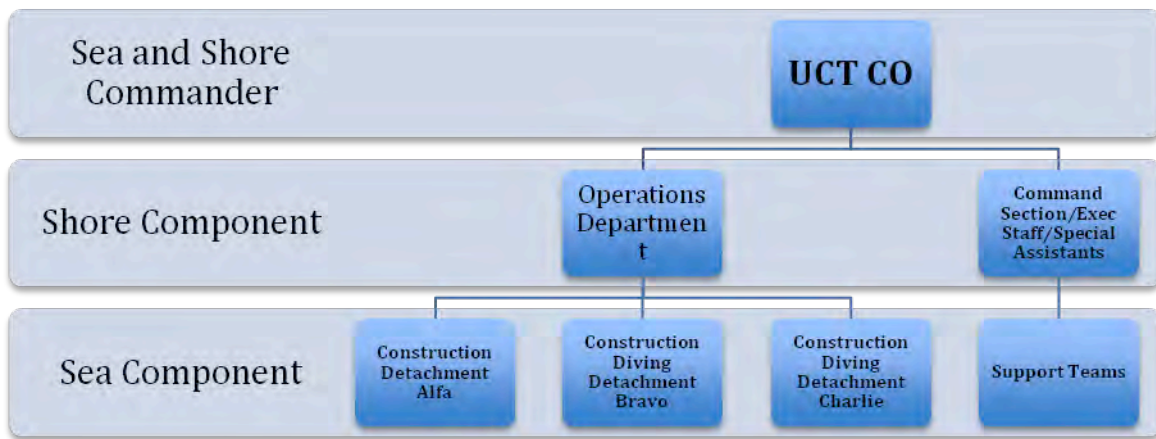 Sea and Shore
Commander
UCT CO
Shore Component
Operations
Departmen
t
Command
Section/Exec
Staff/Special
Assistants
Sea Component
Construction
Detachment
Alfa
Construction
Diving
Detachment
Bravo
Construction
Diving
Detachment
Charlie
Support Teams